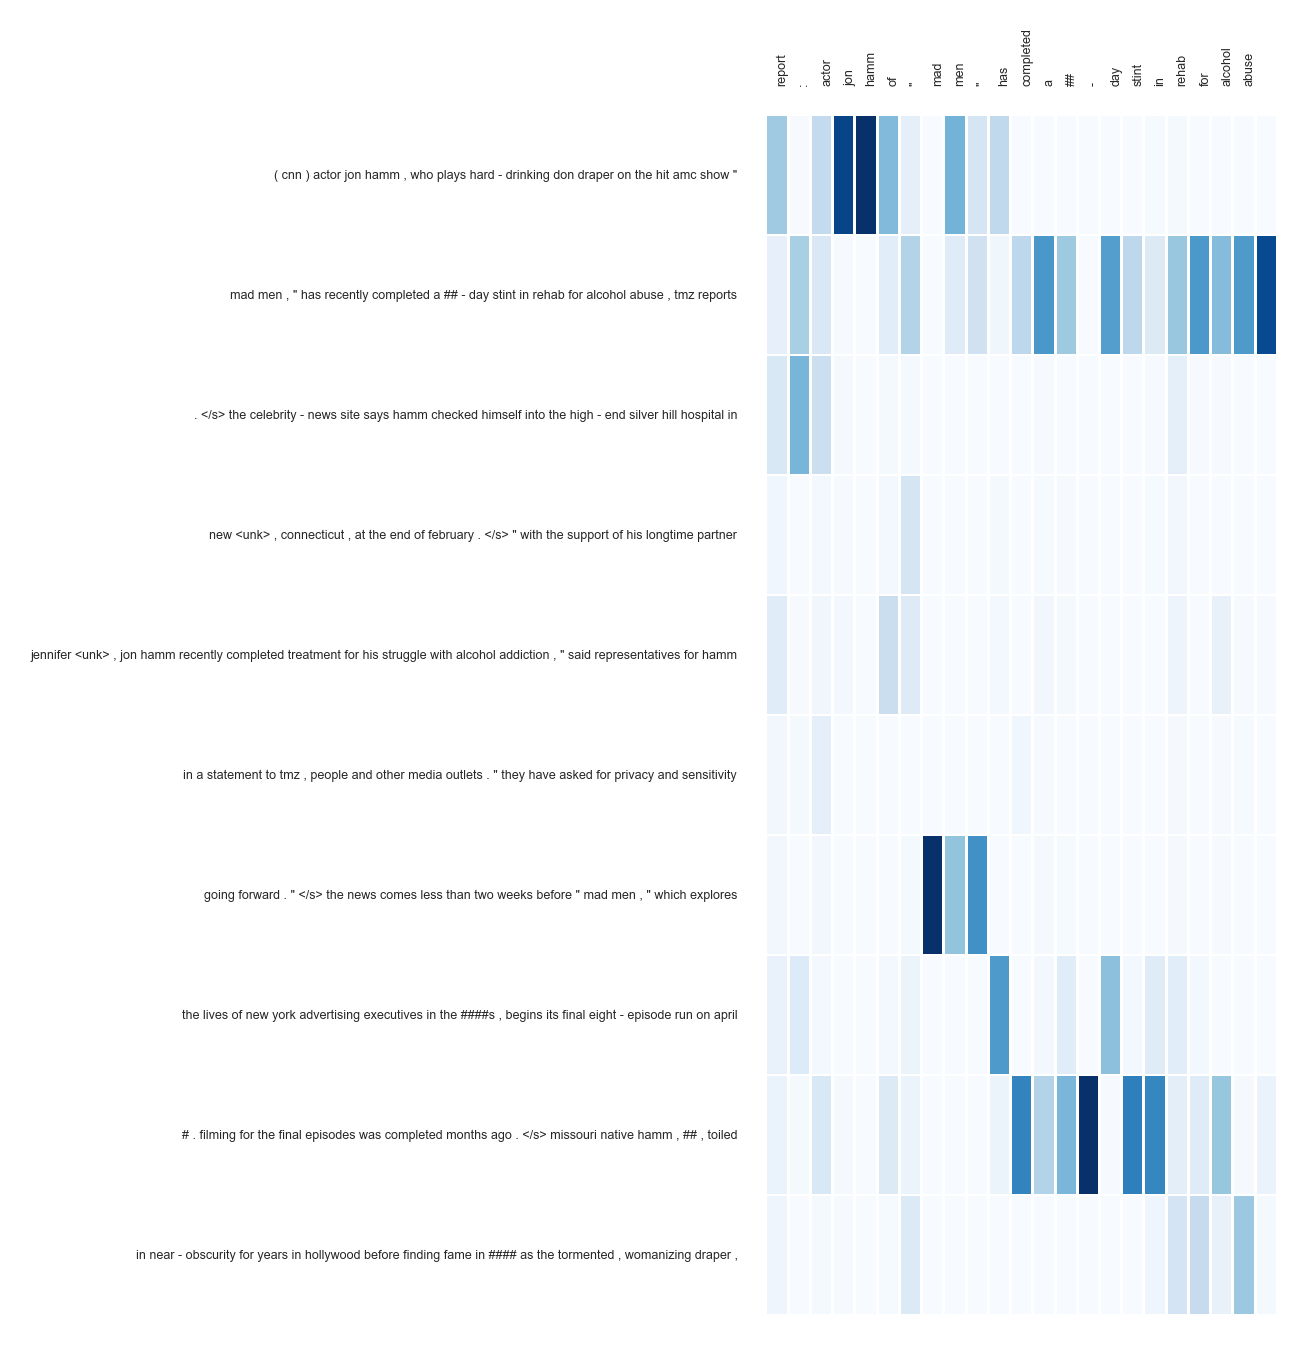 report : actor jon hamm of " mad men " has completed a ## - day stint in rehab for alcohol abuse
( cnn ) actor jon hamm , who plays hard - drinking don draper on the hit amc show "
mad men , " has recently completed a ## - day stint in rehab for alcohol abuse , tmz reports
. </s> the celebrity - news site says hamm checked himself into the high - end silver hill hospital in
new <unk> , connecticut , at the end of february . </s> " with the support of his longtime partner
jennifer <unk> , jon hamm recently completed treatment for his struggle with alcohol addiction , " said representatives for hamm
in a statement to tmz , people and other media outlets . " they have asked for privacy and sensitivity
going forward . " </s> the news comes less than two weeks before " mad men , " which explores
the lives of new york advertising executives in the ####s , begins its final eight - episode run on april
# . filming for the final episodes was completed months ago . </s> missouri native hamm , ## , toiled
in near - obscurity for years in hollywood before finding fame in #### as the tormented , womanizing draper ,